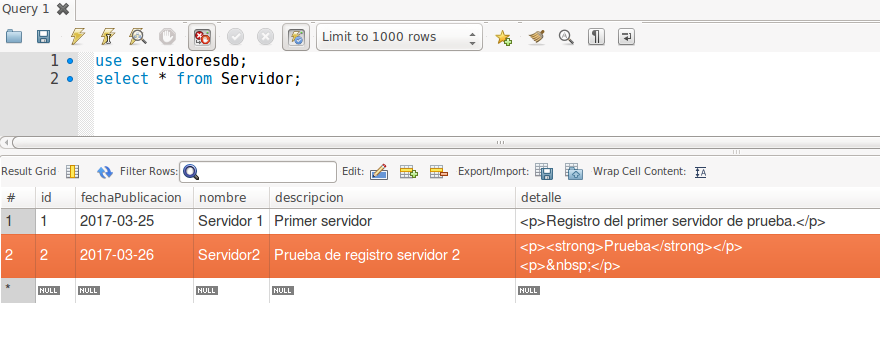 Query 1
Limit to 1000 rows
1 use servidoresdb;
2 select * from Servidor;
Result Grid Filter Rows: Edit: Export/Import: Wrap Cell Content:
# id fechaPublicacion nombre descripcion detalle
1 1 2017-03-25 Servidor 1 Primer servidor <p>Registro del primer servidor de prueba.</p>
2 2 2017-03-26 Servidor2 Prueba de registro servidor 2 <p><strong>Prueba</strong></p>
<p>&nbsp;</p>
* NULL NULL NULL NULL NULL